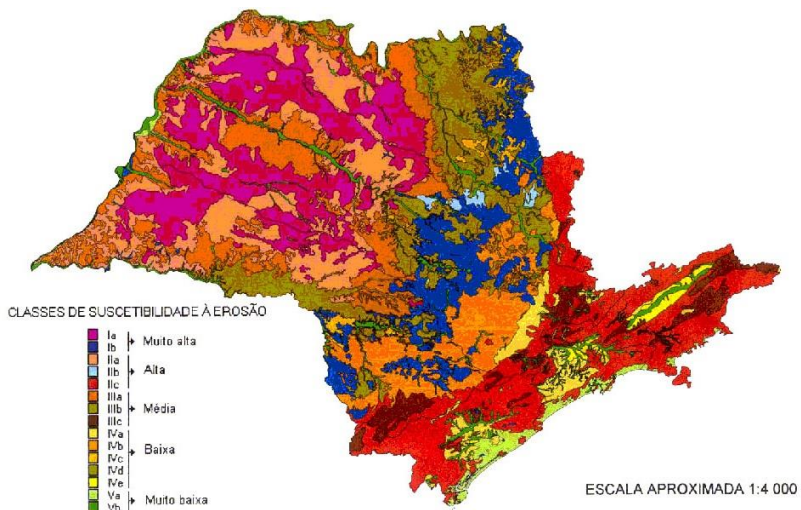 CLASSES DE SUSCETIBILIDADE À EROSÃO
Ia
Ib
Muito alta
IIa
IIb
IIc
Alta
IIIa
IIIb
IIIc
Média
IVa
IVb
IVc
IVd
IVe
Baixa
Va
Vb
Muito baixa
ESCALA APROXIMADA 1:4 000